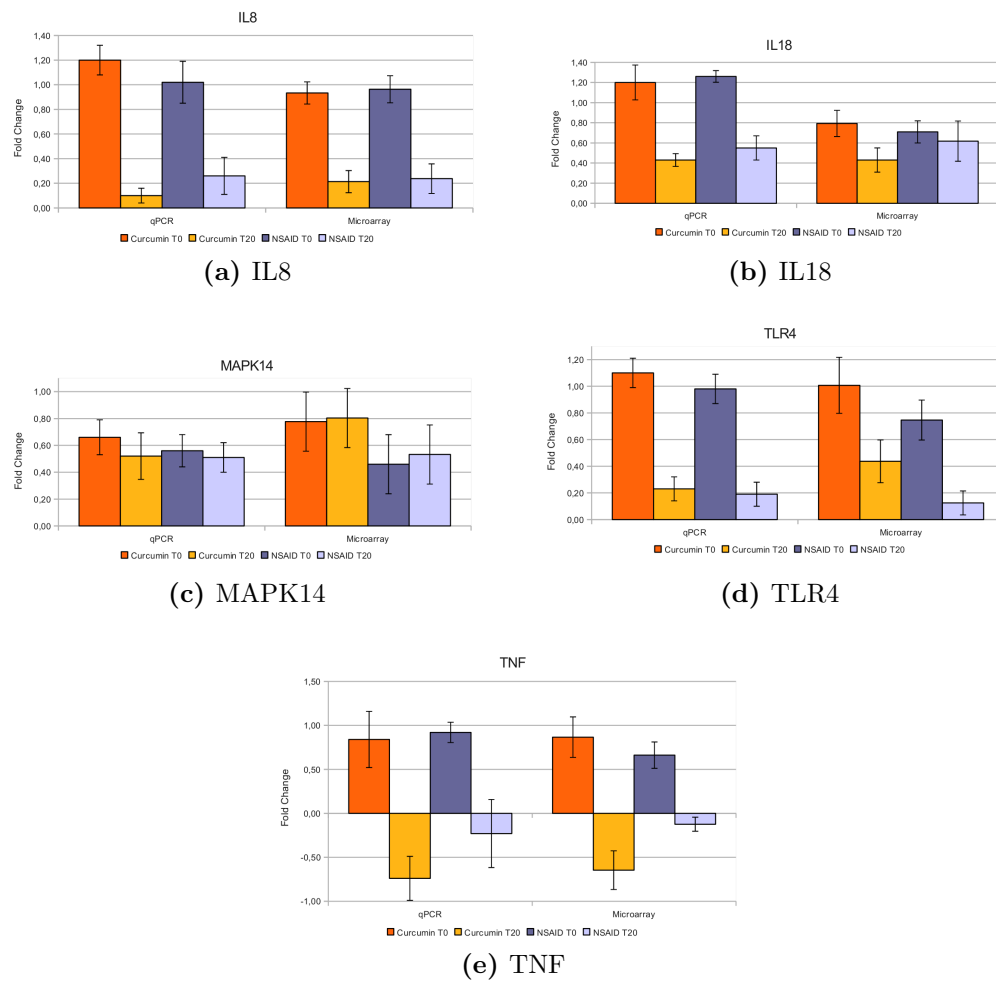 IL8
1,40
1,20
1,00
0,80
0,60
0,40
0,20
0,00
Fold Change
qPCR
Microarray
Curcumin T0 Curcumin T20 NSAID T0 NSAID T20
(a) IL8
IL18
1,40
1,20
1,00
0,80
0,60
0,40
0,20
0,00
Fold Change
qPCR
Microarray
Curcumin T0 Curcumin T20 NSAID T0 NSAID T20
(b) IL18
MAPK14
1,00
0,80
0,60
0,40
0,20
0,00
Fold Change
qPCR
Microarray
Curcumin T0 Curcumin T20 NSAID T0 NSAID T20
(c) MAPK14
TLR4
1,20
1,00
0,80
0,60
0,40
0,20
0,00
Fold Change
qPCR
Microarray
Curcumin T0 Curcumin T20 NSAID T0 NSAID T20
(d) TLR4
TNF
1,50
1,00
0,50
0,00
-0,50
-1,00
Fold Change
qPCR
Microarray
Curcumin T0 Curcumin T20 NSAID T0 NSAID T20
(e) TNF